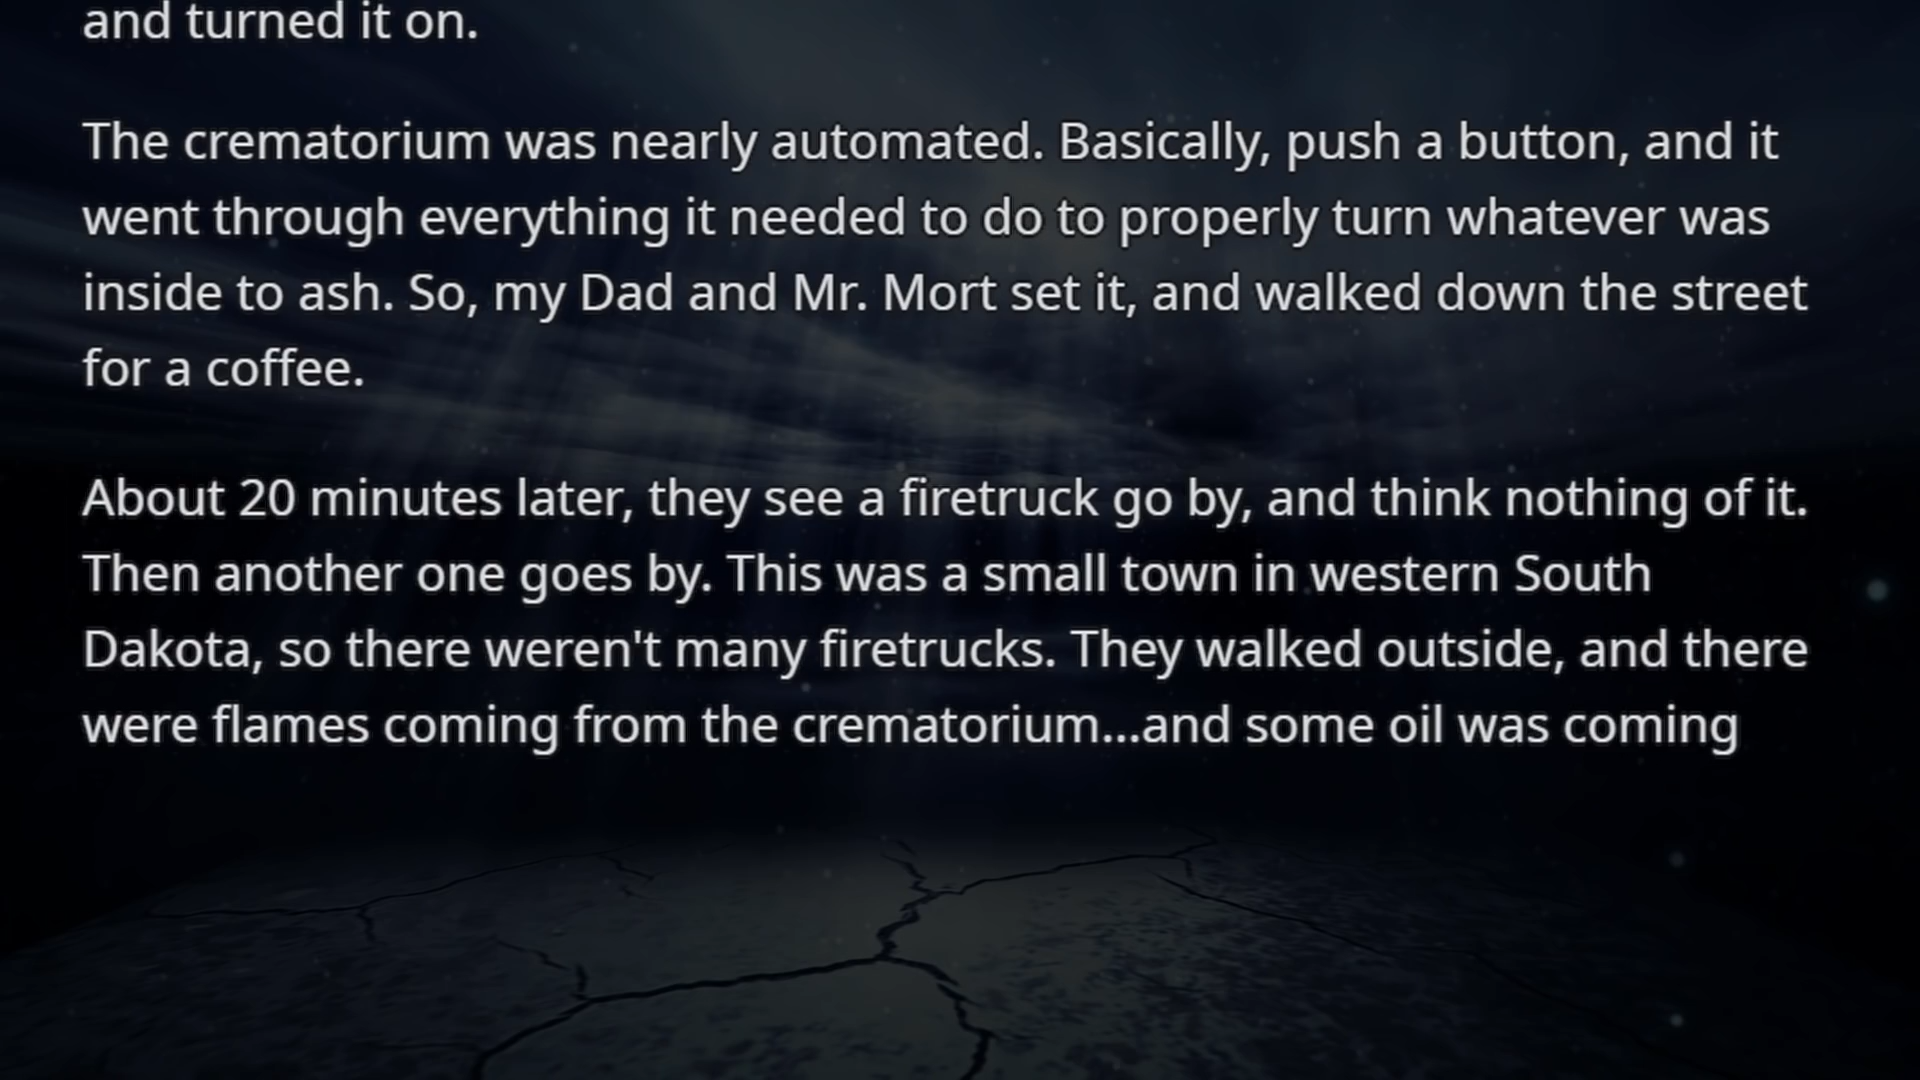 and turned it on.
The crematorium was nearly automated. Basically, push a button, and it
went through everything it needed to do to properly turn whatever was
inside to ash. So, my Dad and Mr. Mort set it, and walked down the street
for a coffee.
About 20 minutes later, they see a firetruck go by, and think nothing of it.
Then another one goes by. This was a small town in western South
Dakota, so there weren't many firetrucks. They walked outside, and there
were flames coming from the crematorium...and some oil was coming